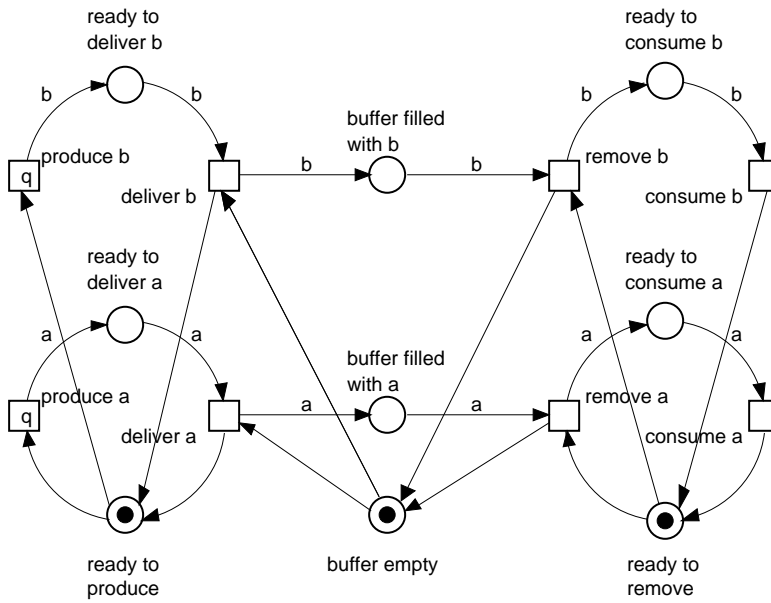 ready to
deliver b
ready to
consume b
b
b
b
b
buffer filled
with b
q
produce b
b
b
remove b
deliver b
consume b
ready to
deliver a
ready to
consume a
a
a
a
a
buffer filled
with a
q
produce a
a
a
remove a
deliver a
consume a
ready to
produce
buffer empty
ready to
remove